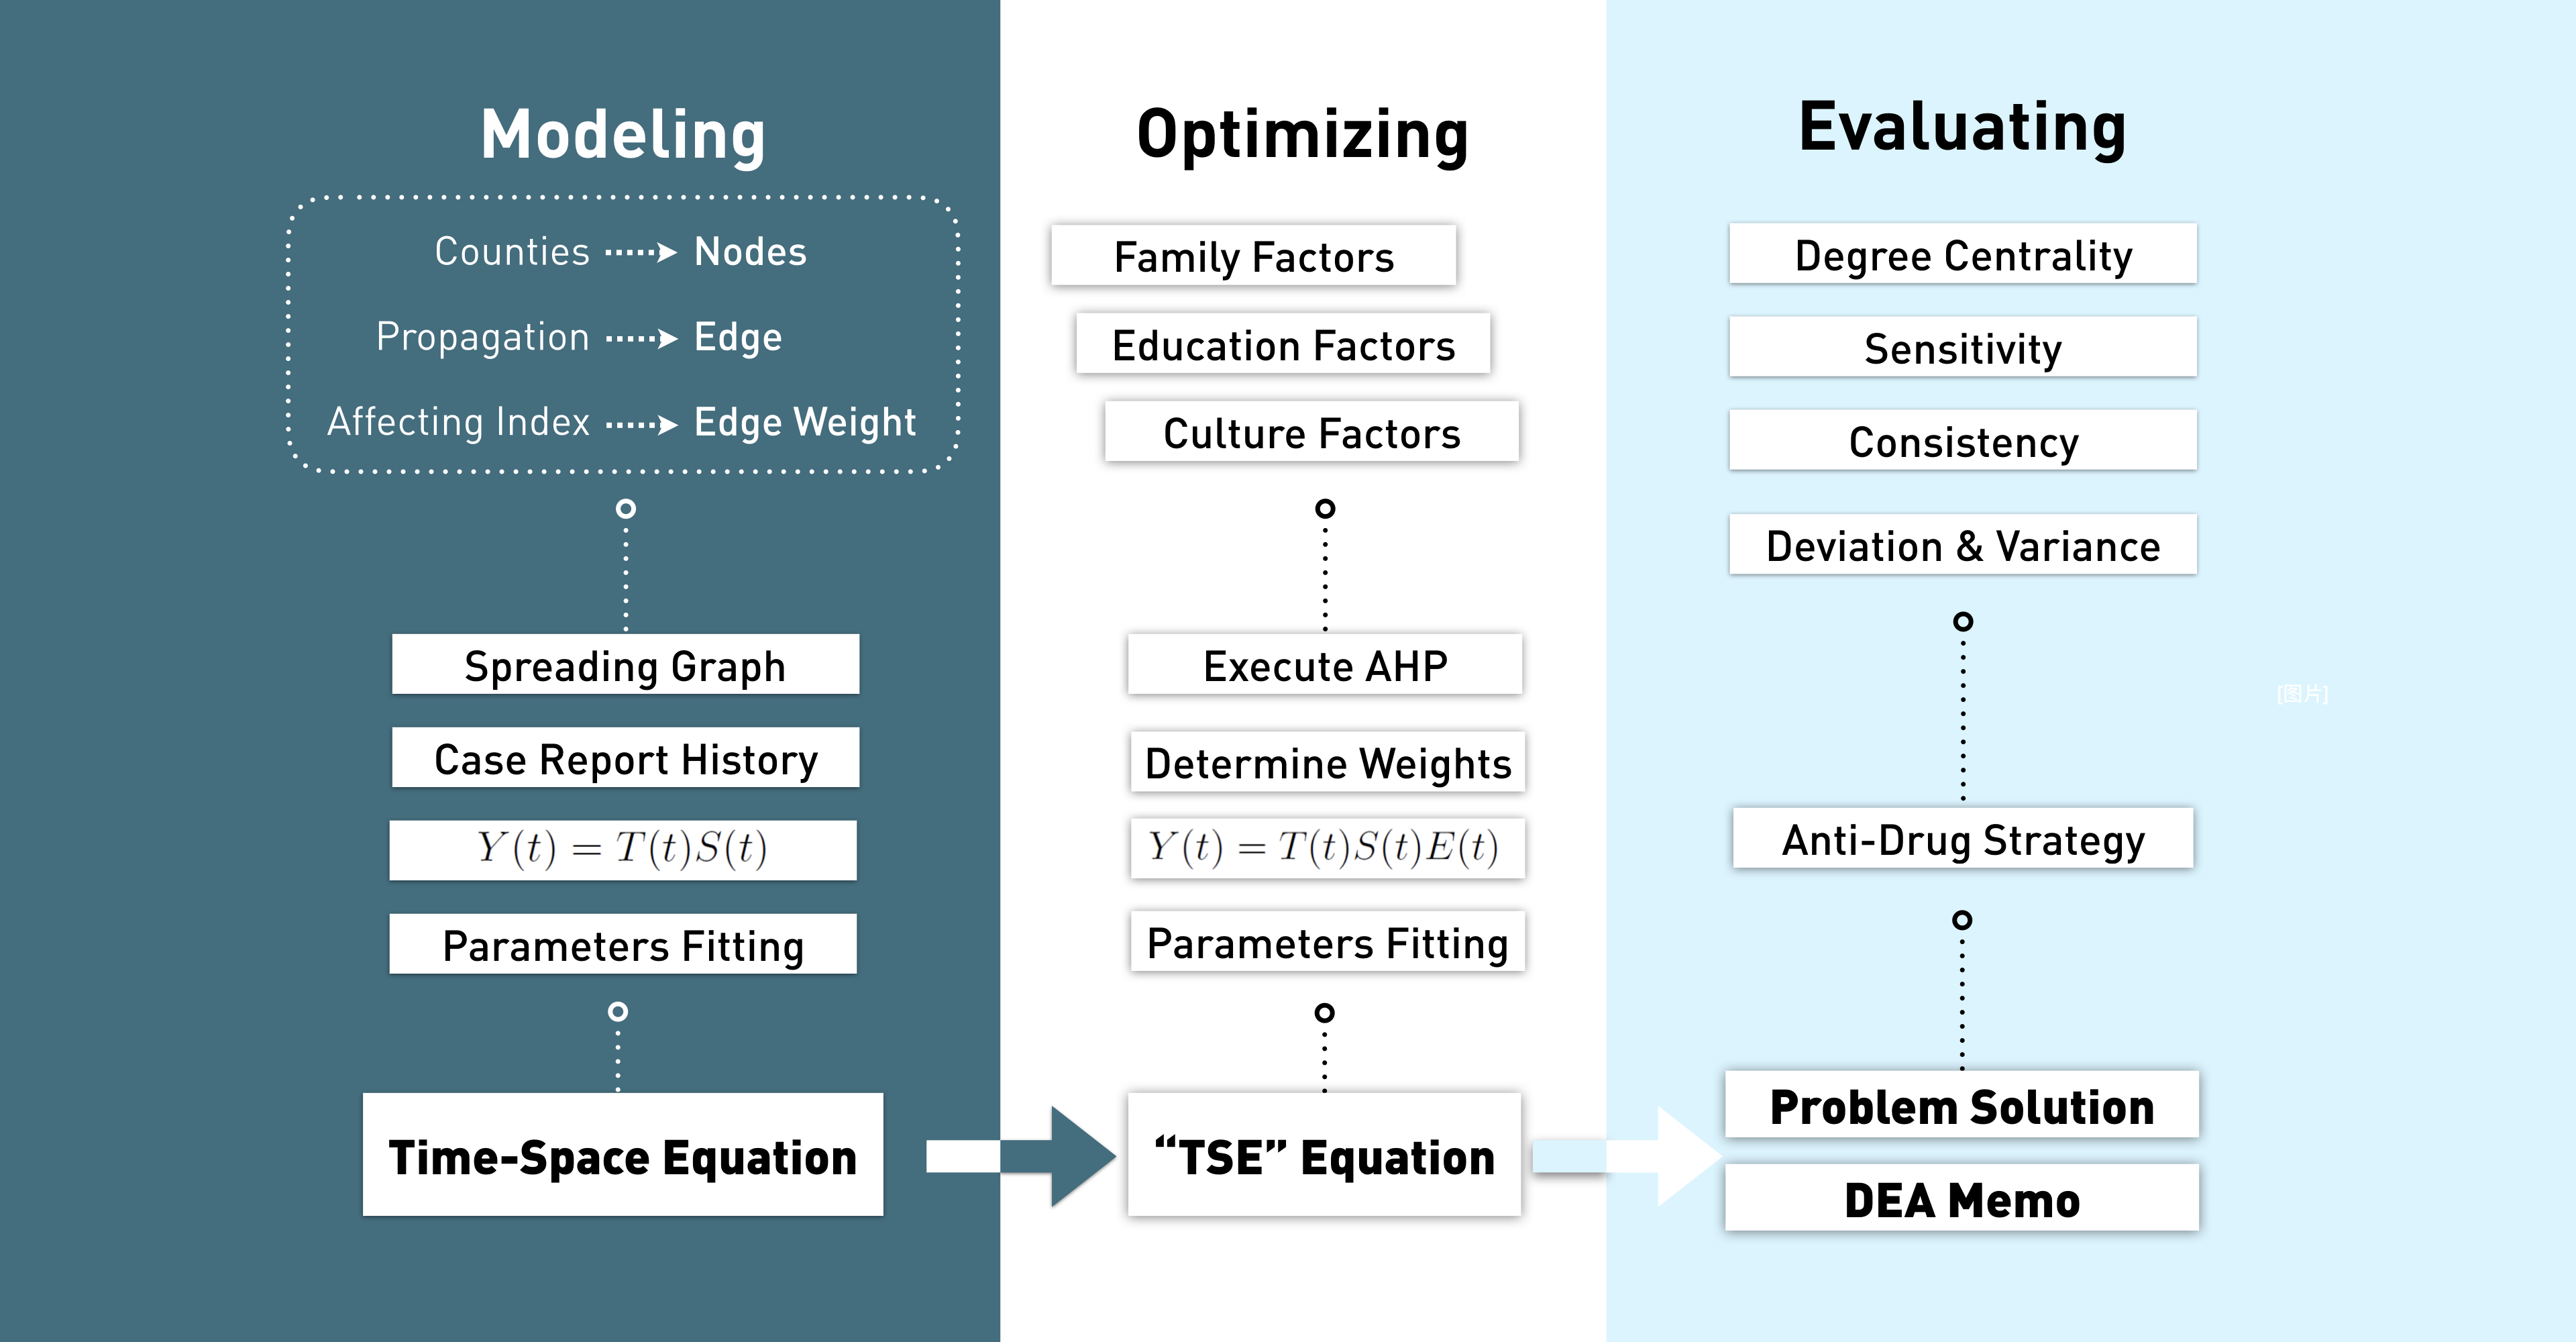 Modeling
Counties Nodes
Propagation Edge
Affecting Index Edge Weight
Spreading Graph
Case Report History
Y(t) = T(t)S(t)
Parameters Fitting
Time-Space Equation
Optimizing
Family Factors
Education Factors
Culture Factors
Execute AHP
Determine Weights
Y(t) = T(t)S(t)E(t)
Parameters Fitting
“TSE” Equation
Evaluating
Degree Centrality
Sensitivity
Consistency
Deviation & Variance
Anti-Drug Strategy
Problem Solution
DEA Memo
[图片]